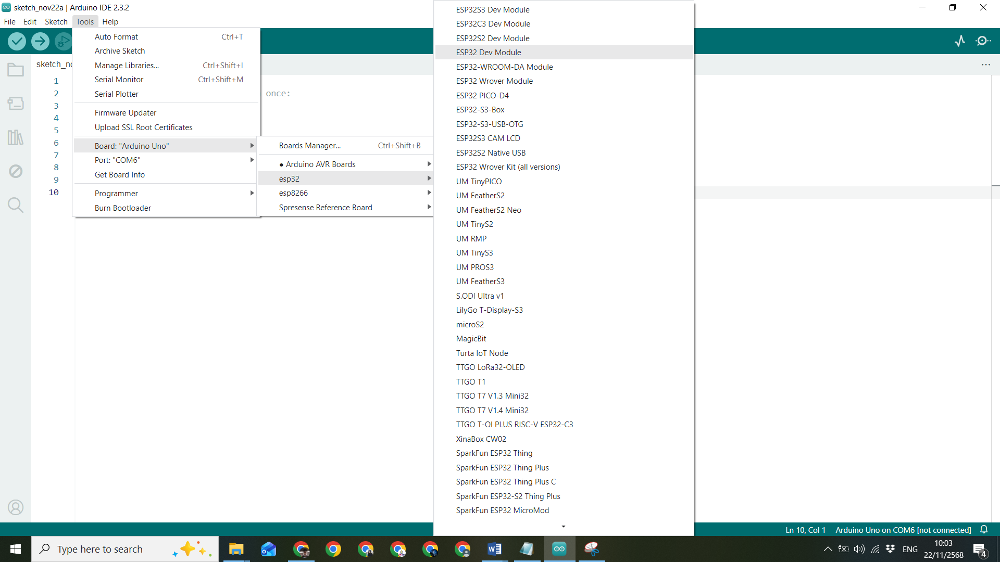 sketch_nov22a | Arduino IDE 2.3.2
File Edit Sketch Tools Help
sketch_no
1
2
3
4
5
6
7
8
9
10
once:
Auto Format Ctrl+T
Archive Sketch
Manage Libraries... Ctrl+Shift+I
Serial Monitor Ctrl+Shift+M
Serial Plotter
Firmware Updater
Upload SSL Root Certificates
Board: "Arduino Uno"
Port: "COM6"
Get Board Info
Programmer
Burn Bootloader
Boards Manager... Ctrl+Shift+B
● Arduino AVR Boards
esp32
esp8266
Spresense Reference Board
ESP32S3 Dev Module
ESP32C3 Dev Module
ESP32S2 Dev Module
ESP32 Dev Module
ESP32-WROOM-DA Module
ESP32 Wrover Module
ESP32 PICO-D4
ESP32-S3-Box
ESP32-S3-USB-OTG
ESP32S3 CAM LCD
ESP32S2 Native USB
ESP32 Wrover Kit (all versions)
UM TinyPICO
UM FeatherS2
UM FeatherS2 Neo
UM TinyS2
UM RMP
UM TinyS3
UM PROS3
UM FeatherS3
S.ODI Ultra v1
LilyGo T-Display-S3
microS2
MagicBit
Turta IoT Node
TTGO LoRa32-OLED
TTGO T1
TTGO T7 V1.3 Mini32
TTGO T7 V1.4 Mini32
TTGO T-OI PLUS RISC-V ESP32-C3
XinaBox CW02
SparkFun ESP32 Thing
SparkFun ESP32 Thing Plus
SparkFun ESP32 Thing Plus C
SparkFun ESP32-S2 Thing Plus
SparkFun ESP32 MicroMod
Ln 10, Col 1 Arduino Uno on COM6 [not connected]
Type here to search
ENG
10:03
22/11/2568
4